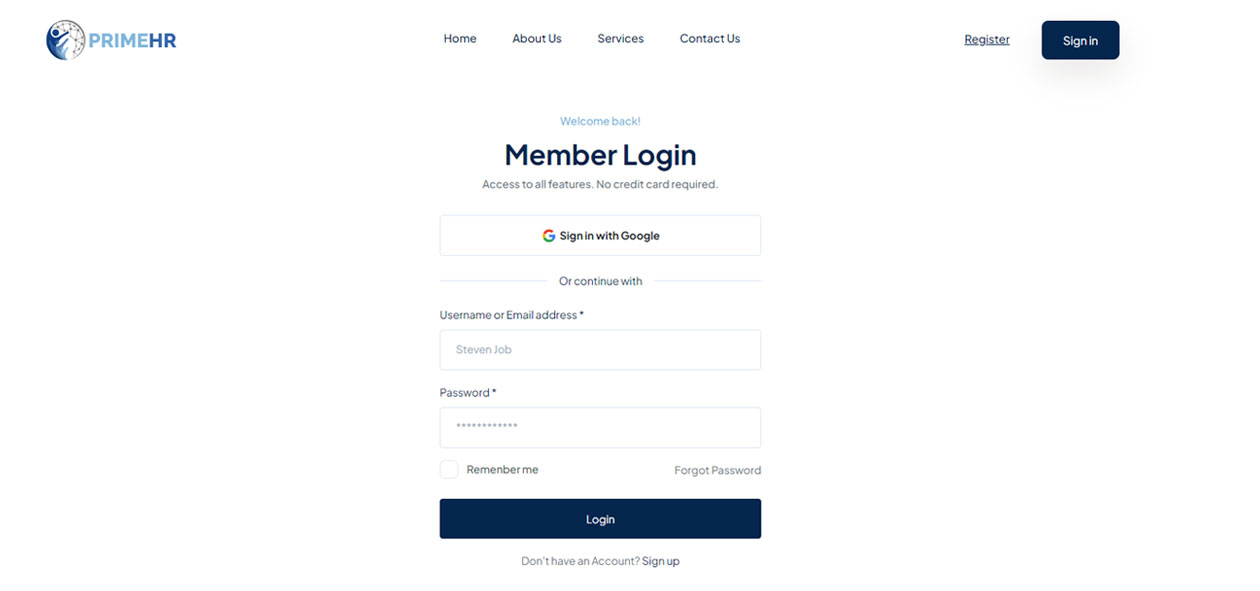 PRIMEHR
Home About Us Services Contact Us Register Sign in
Welcome back!
Member Login
Access to all features. No credit card required.
Sign in with Google
Or continue with
Username or Email address *
Steven Job
Password *
************
Remenber me Forgot Password
Login
Don't have an Account? Sign up